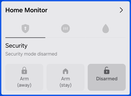 Home Monitor
Security
Security mode disarmed
Arm
(away)
Arm
(stay)
Disarmed